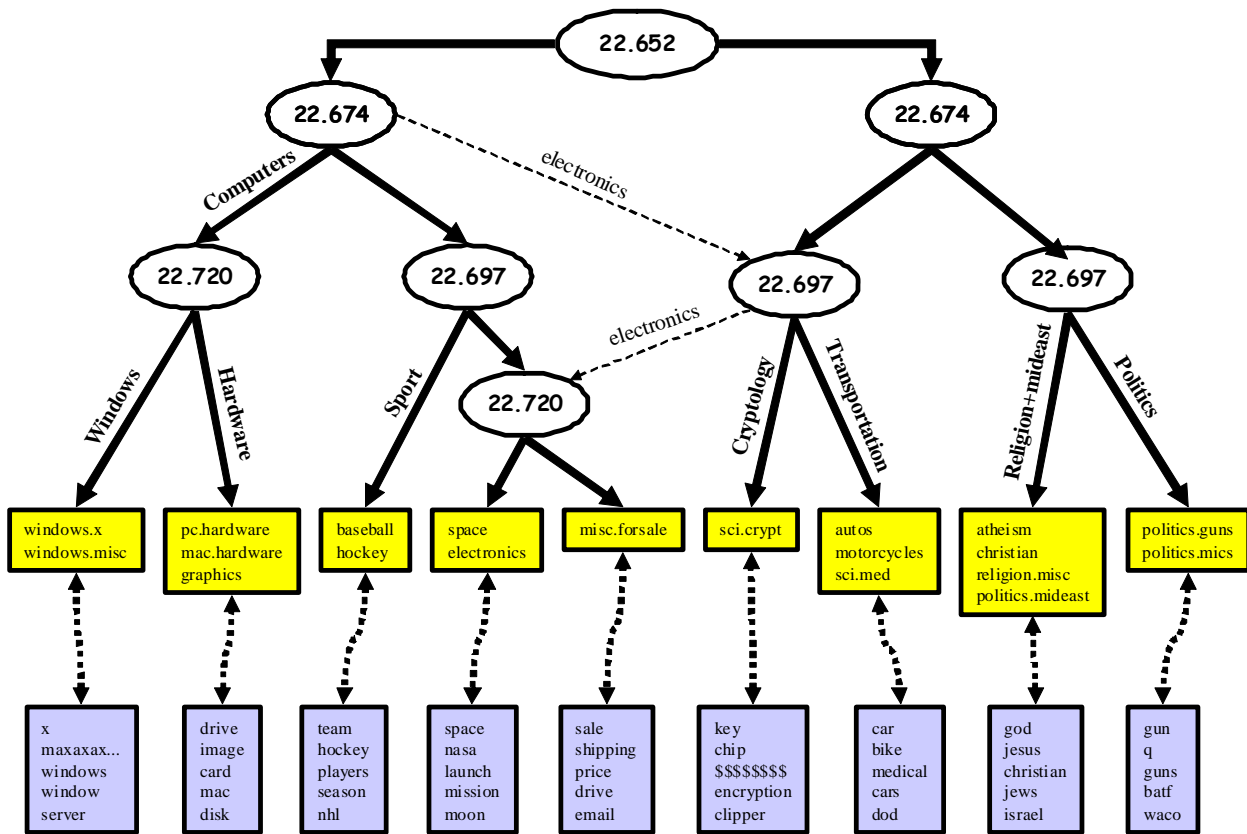 22.652
22.674
22.674
Computers
electronics
22.720
22.697
22.697
22.697
electronics
Windows
Hardware
Sport
22.720
Cryptology
Transportation
Religion+mideast
Politics
windows.x
windows.misc
pc.hardware
mac.hardware
graphics
baseball
hockey
space
electronics
misc.forsale
sci.crypt
autos
motorcycles
sci.med
atheism
christian
religion.misc
politics.mideast
politics.guns
politics.mics
x
maxaxax...
windows
window
server
drive
image
card
mac
disk
team
hockey
players
season
nhl
space
nasa
launch
mission
moon
sale
shipping
price
drive
email
key
chip
$$$$$$$$
encryption
clipper
car
bike
medical
cars
dod
god
jesus
christian
jews
israel
gun
q
guns
batf
waco